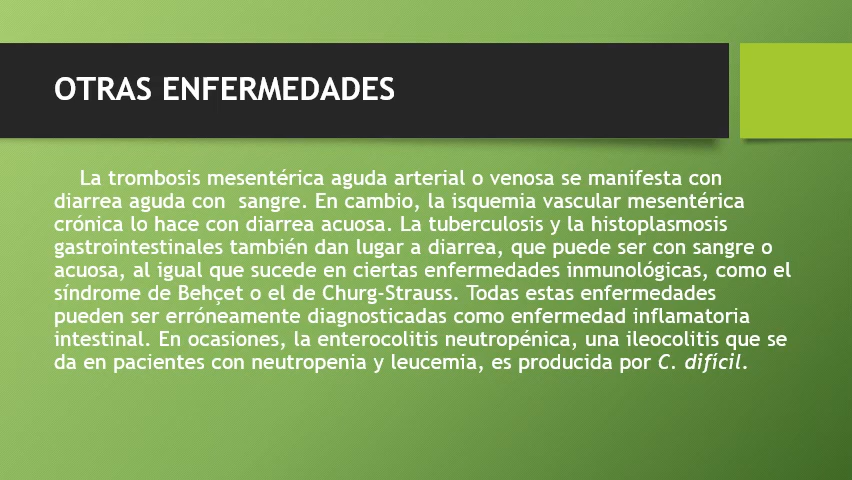 OTRAS ENFERMEDADES
La trombosis mesentérica aguda arterial o venosa se manifesta con
diarrea aguda con  sangre. En cambio, la isquemia vascular mesentérica
crónica lo hace con diarrea acuosa. La tuberculosis y la histoplasmosis
gastrointestinales también dan lugar a diarrea, que puede ser con sangre o
acuosa, al igual que sucede en ciertas enfermedades inmunológicas, como el
síndrome de Behçet o el de Churg-Strauss. Todas estas enfermedades
pueden ser erróneamente diagnosticadas como enfermedad inflamatoria
intestinal. En ocasiones, la enterocolitis neutropénica, una ileocolitis que se
da en pacientes con neutropenia y leucemia, es producida por C. difícil.